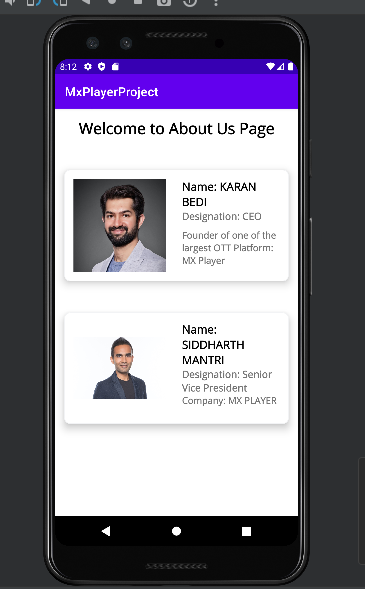 8:12
MxPlayerProject
Welcome to About Us Page
Name: KARAN
BEDI
Designation: CEO
Founder of one of the
largest OTT Platform:
MX Player
Name:
SIDDHARTH
MANTRI
Designation: Senior
Vice President
Company: MX PLAYER